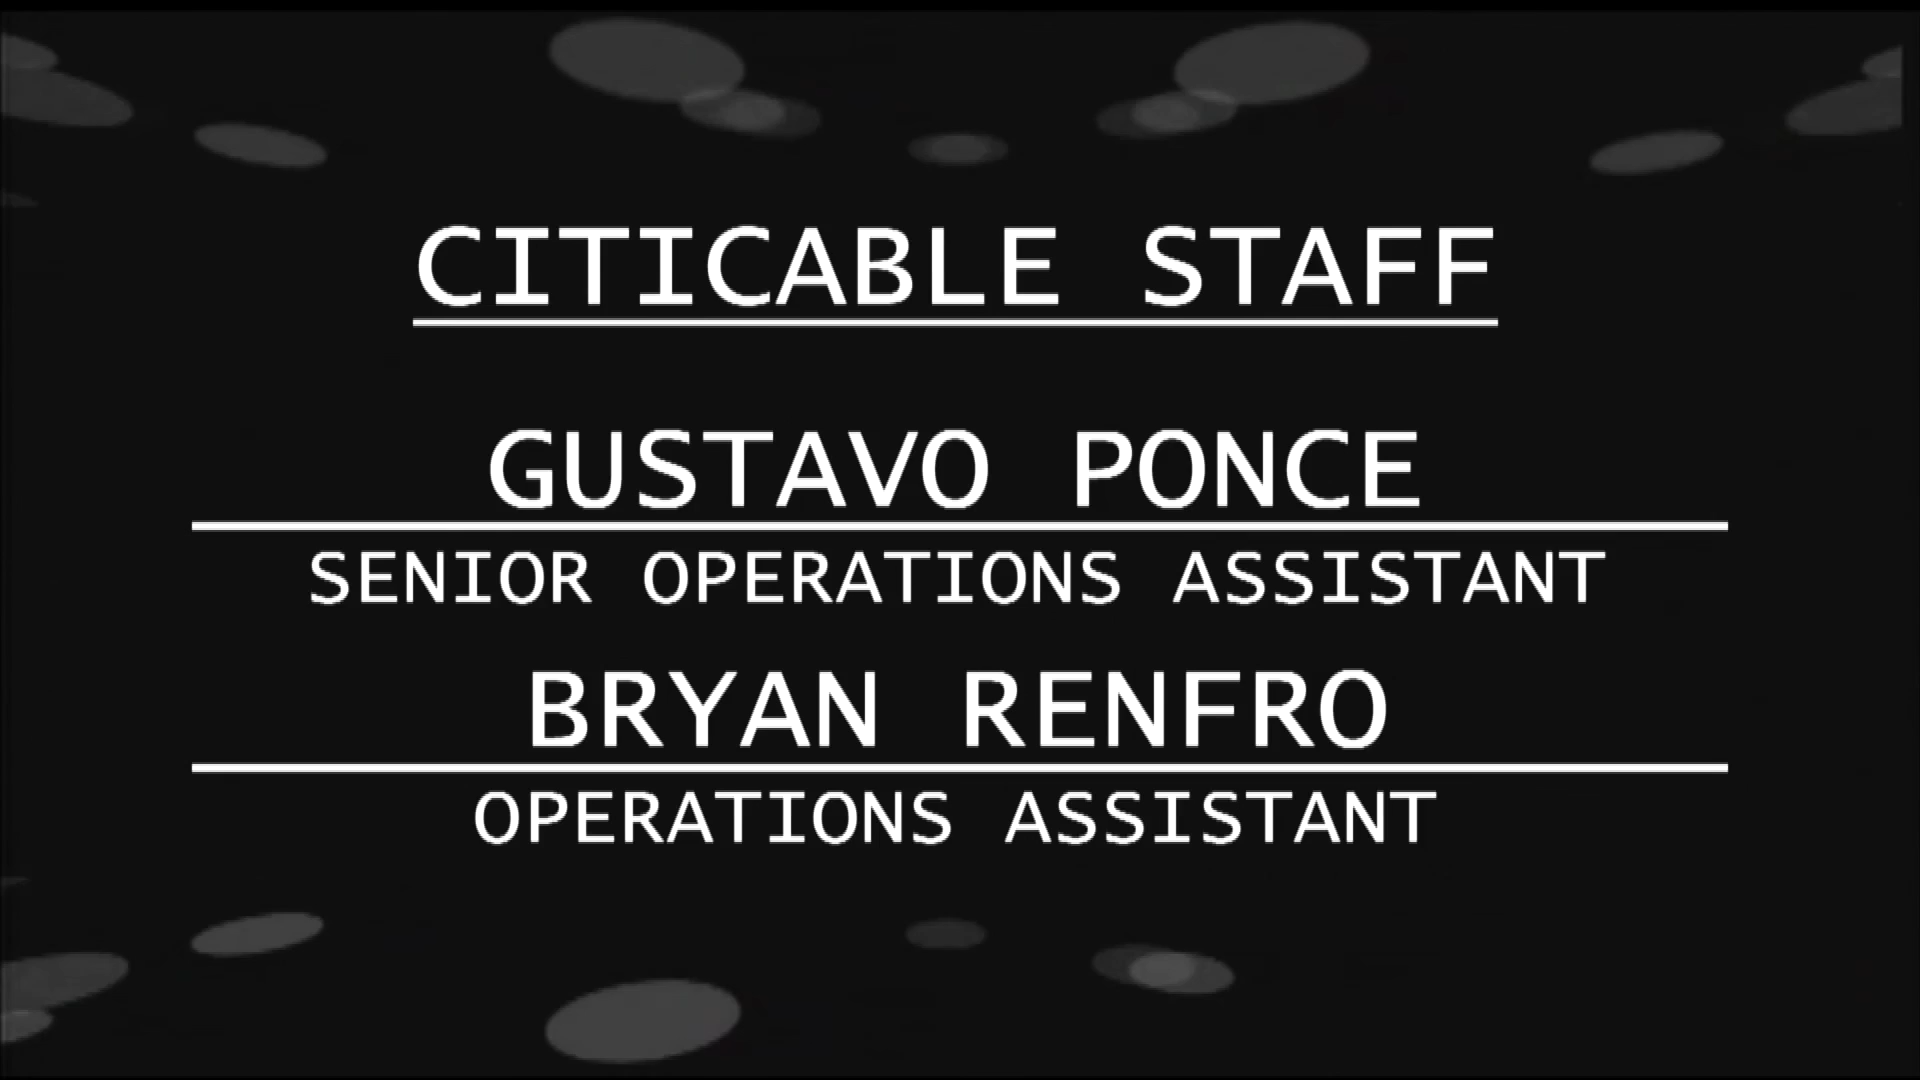 CITICABLE STAFF
GUSTAVO PONCE
SENIOR OPERATIONS ASSISTANT
BRYAN RENFRO
OPERATIONS ASSISTANT